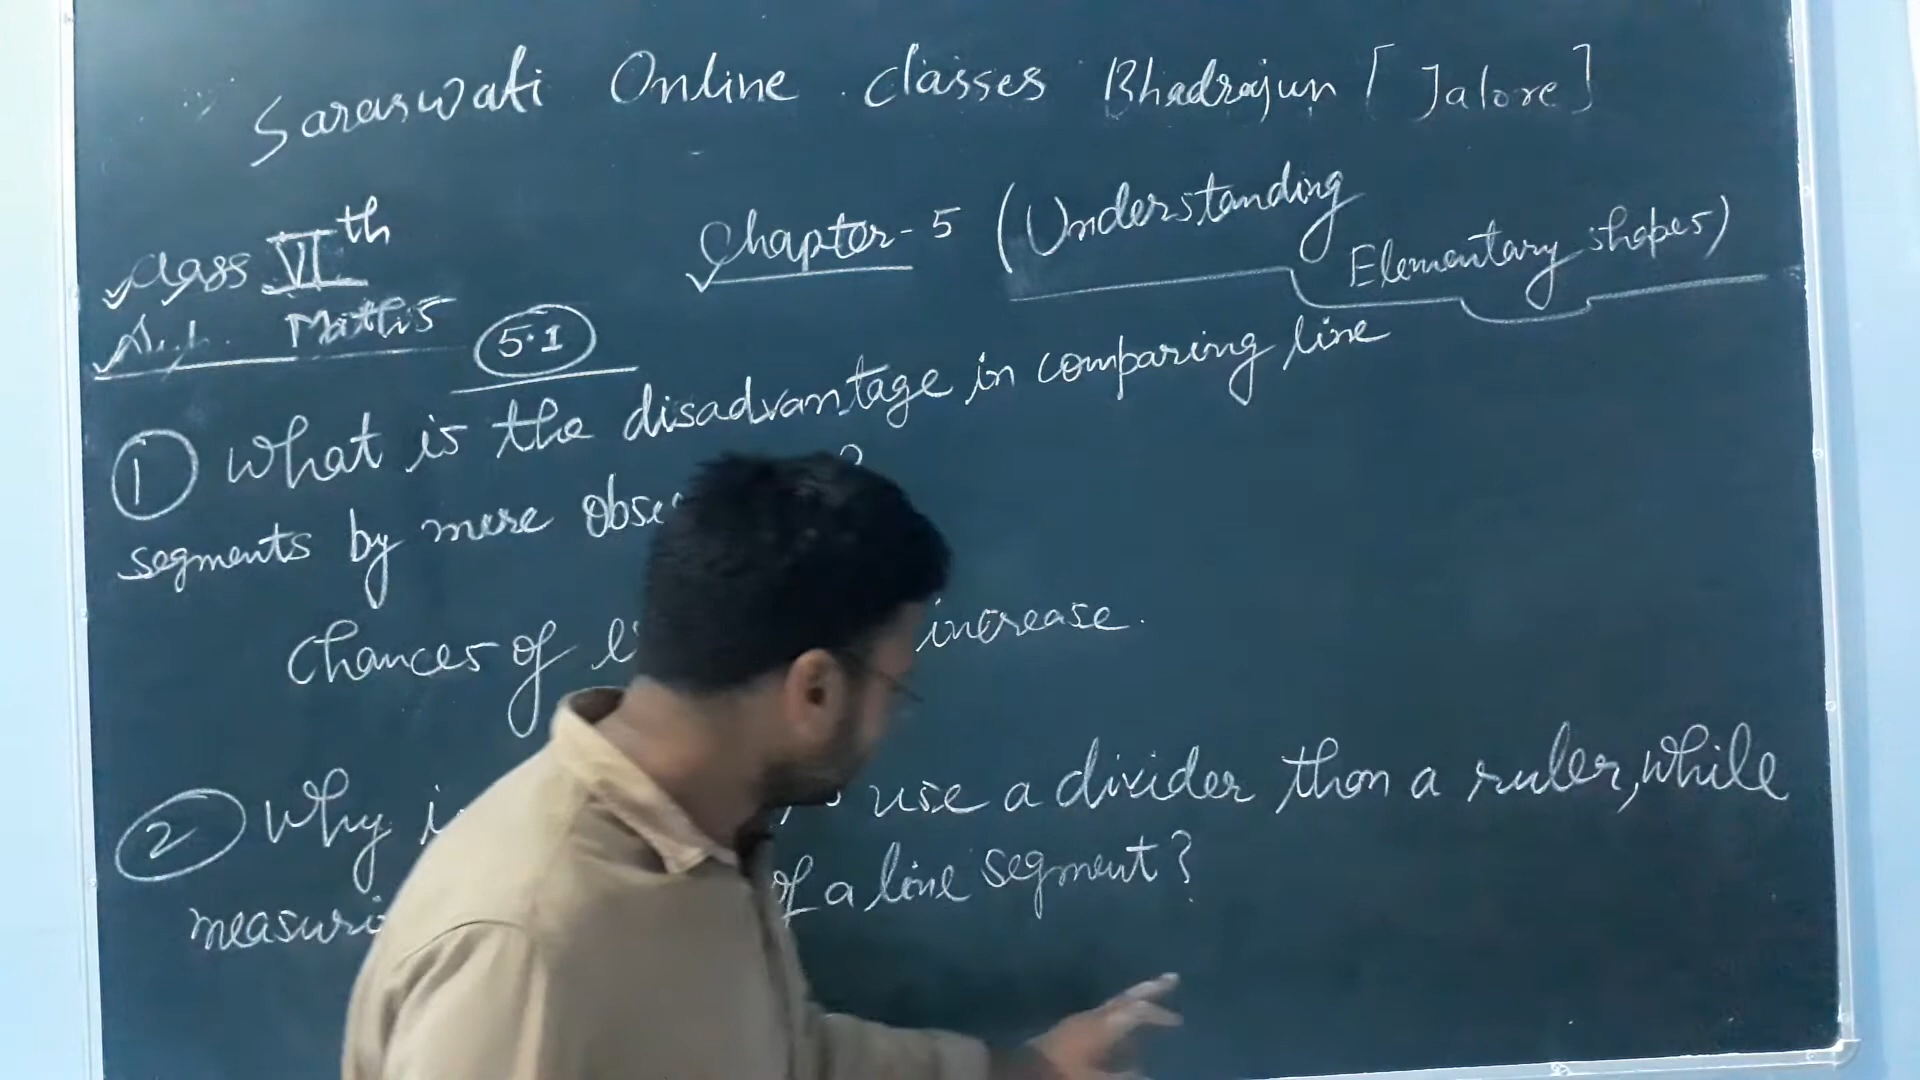 Saraswati Online classes Bhadrajun [Jalore]
Class VIth
Chapter-5 (Understanding
Elementary shapes)
Sub. Maths
5.1
① What is the disadvantage in comparing line
segments by mere obse ?
Chances of increase.
② Why use a divider than a ruler, while
measuri of a line segment?